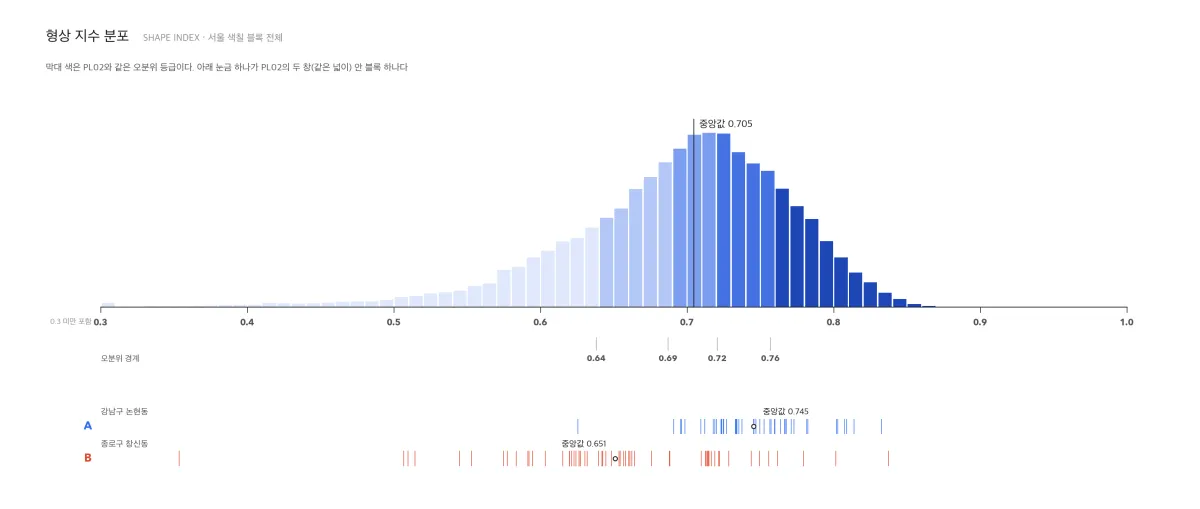 형상 지수 분포 SHAPE INDEX · 서울 색칠 블록 전체
막대 색은 PL02와 같은 오분위 등급이다. 아래 눈금 하나가 PL02의 두 창(같은 넓이) 안 블록 하나다
중앙값 0.705
0.3 미만 포함 0.3 0.4 0.5 0.6 0.7 0.8 0.9 1.0
오분위 경계 0.64 0.69 0.72 0.76
강남구 논현동 중앙값 0.745
A
종로구 창신동 중앙값 0.651
B